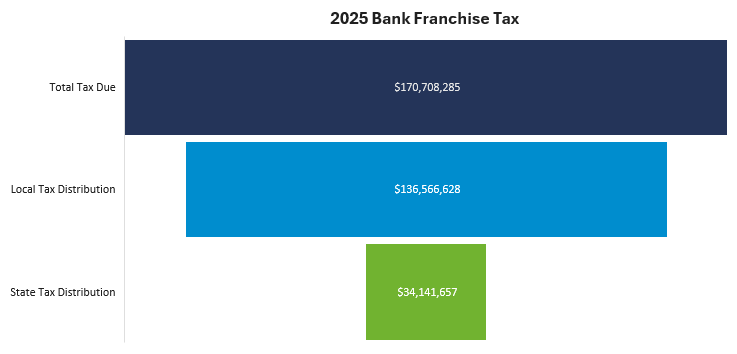 2025 Bank Franchise Tax
Total Tax Due
$170,708,285
Local Tax Distribution
$136,566,628
State Tax Distribution
$34,141,657